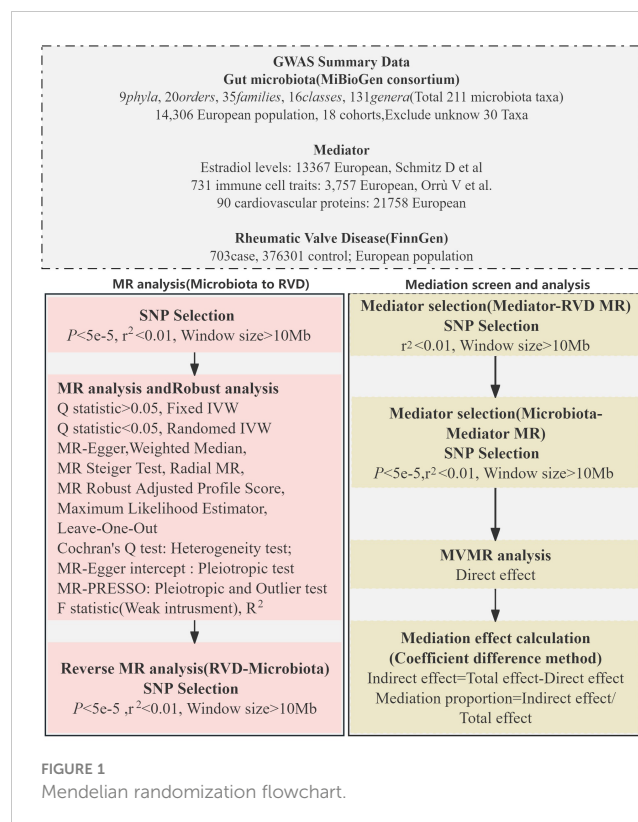 GWAS Summary Data
Gut microbiota(MiBioGen consortium)
9phyla, 20orders, 35families, 16classes, 131genera(Total 211 microbiota taxa)
14,306 European population, 18 cohorts,Exclude unknow 30 Taxa
Mediator
Estradiol levels: 13367 European, Schmitz D et al
731 immune cell traits: 3,757 European, Orrù V et al.
90 cardiovascular proteins: 21758 European
Rheumatic Valve Disease(FinnGen)
703case, 376301 control; European population
MR analysis(Microbiota to RVD)
SNP Selection
P<5e-5, r²<0.01, Window size>10Mb
MR analysis andRobust analysis
Q statistic>0.05, Fixed IVW
Q statistic<0.05, Randomed IVW
MR-Egger,Weighted Median,
MR Steiger Test, Radial MR,
MR Robust Adjusted Profile Score,
Maximum Likelihood Estimator,
Leave-One-Out
Cochran's Q test: Heterogeneity test;
MR-Egger intercept : Pleiotropic test
MR-PRESSO: Pleiotropic and Outlier test
F statistic(Weak intrusment), R²
Reverse MR analysis(RVD-Microbiota)
SNP Selection
P<5e-5 ,r²<0.01, Window size>10Mb
Mediation screen and analysis
Mediator selection(Mediator-RVD MR)
SNP Selection
r²<0.01, Window size>10Mb
Mediator selection(Microbiota-
Mediator MR)
SNP Selection
P<5e-5,r²<0.01, Window size>10Mb
MVMR analysis
Direct effect
Mediation effect calculation
(Coefficient difference method)
Indirect effect=Total effect-Direct effect
Mediation proportion=Indirect effect/
Total effect
FIGURE 1
Mendelian randomization flowchart.